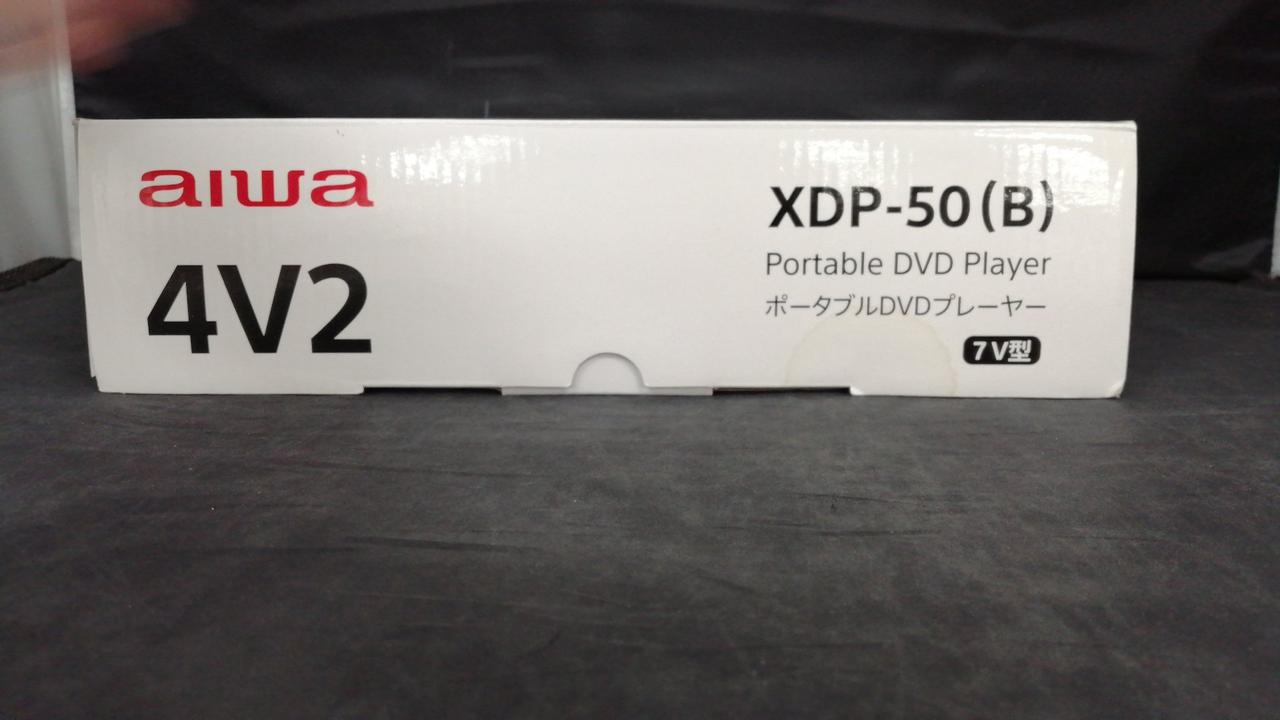 aiwa
4V2
XDP-50(B)
Portable DVD Player
ポータブルDVDプレーヤー
7V型